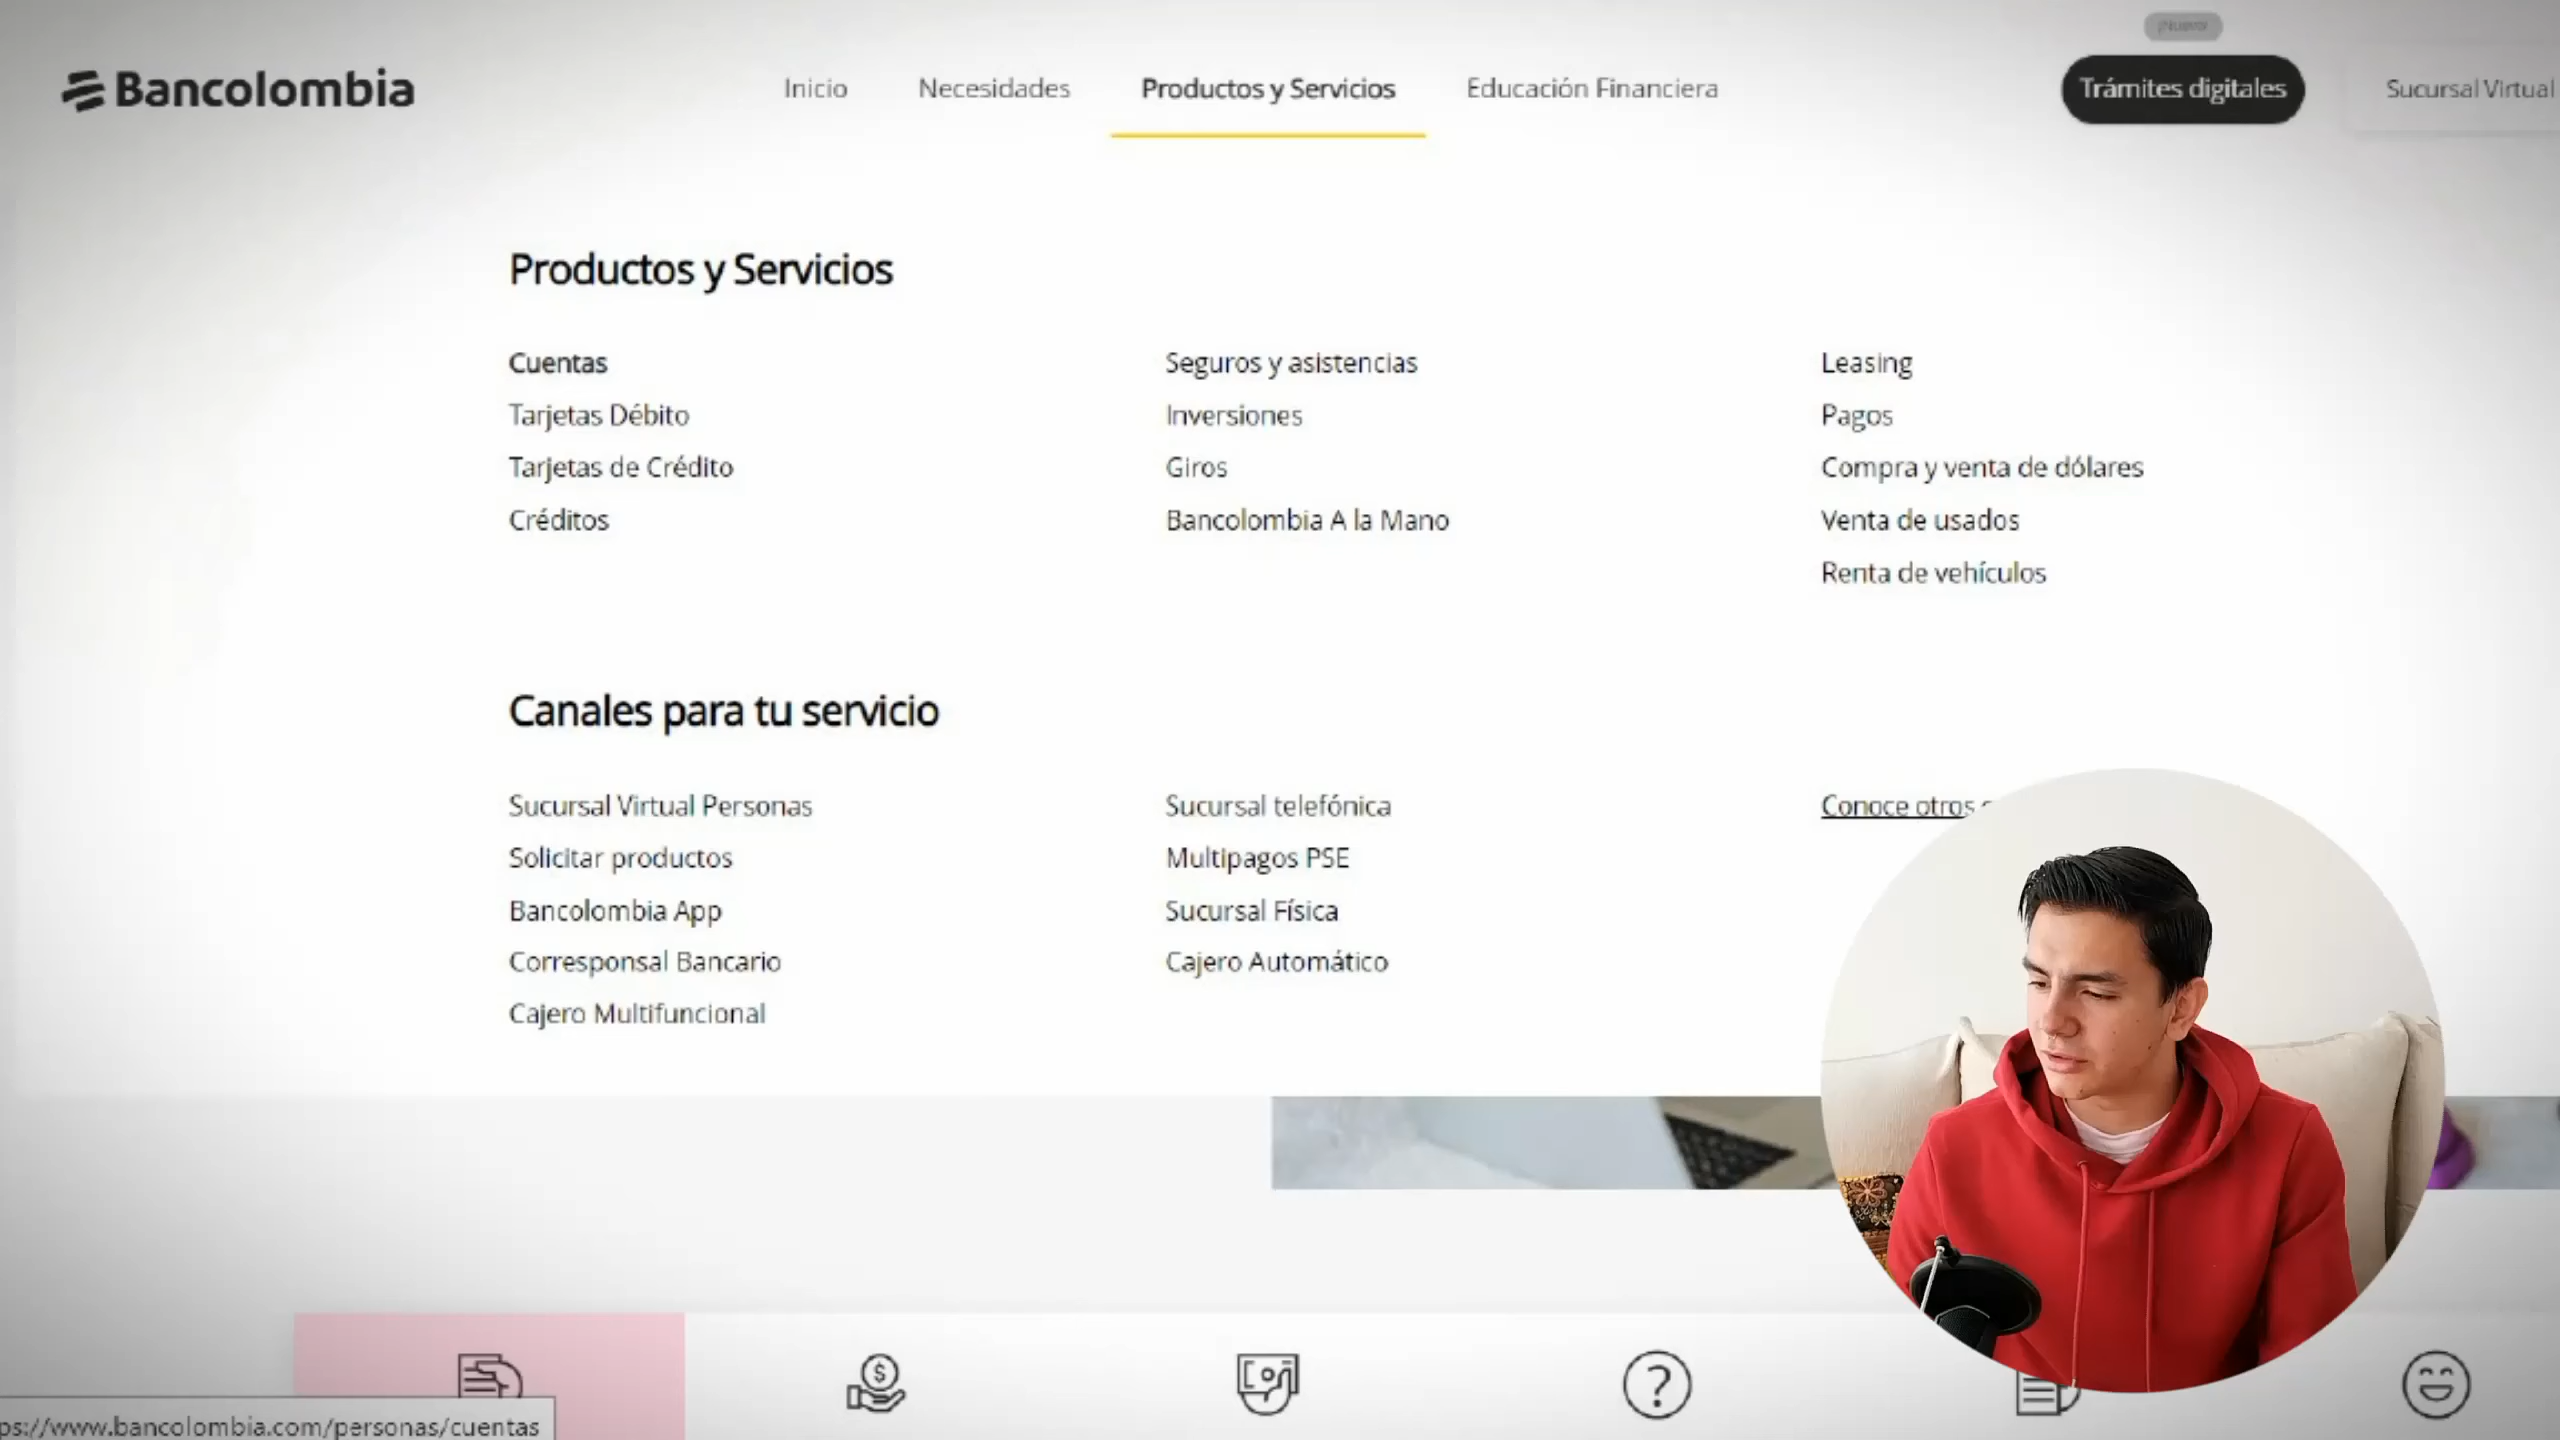 ¡Nuevo!
Bancolombia
Inicio
Necesidades
Productos y Servicios
Educación Financiera
Trámites digitales
Sucursal Virtual
Productos y Servicios
Cuentas
Tarjetas Débito
Tarjetas de Crédito
Créditos
Seguros y asistencias
Inversiones
Giros
Bancolombia A la Mano
Leasing
Pagos
Compra y venta de dólares
Venta de usados
Renta de vehículos
Canales para tu servicio
Sucursal Virtual Personas
Solicitar productos
Bancolombia App
Corresponsal Bancario
Cajero Multifuncional
Sucursal telefónica
Multipagos PSE
Sucursal Física
Cajero Automático
Conoce otros
ps://www.bancolombia.com/personas/cuentas